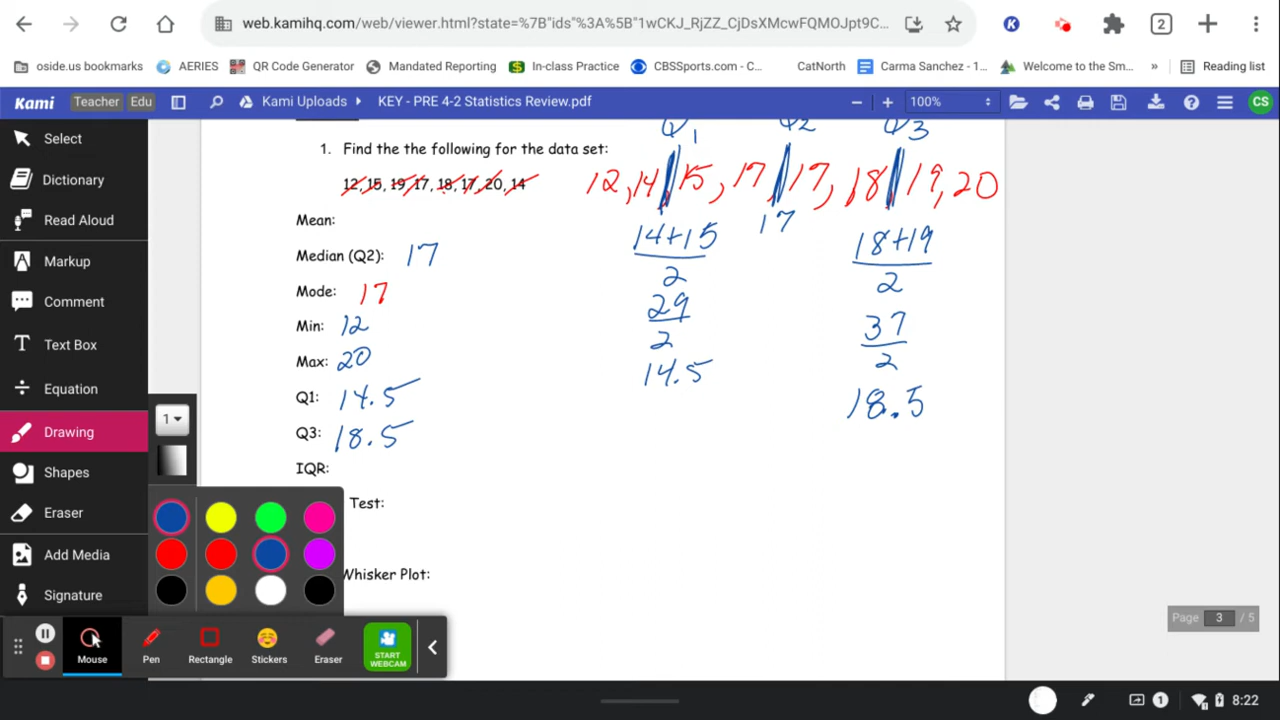 web.kamihq.com/web/viewer.html?state=%7B"ids"%3A%5B"1wCKJ_RjZZ_CjDsXMcwFQMOJpt9C...
2
oside.us bookmarks AERIES QR Code Generator Mandated Reporting In-class Practice CBSSports.com - C... CatNorth Carma Sanchez - 1... Welcome to the Sm... » Reading list
Kami Teacher Edu Kami Uploads KEY - PRE 4-2 Statistics Review.pdf 100% CS
Select
Dictionary
Read Aloud
Markup
Comment
Text Box
Equation
Drawing
Shapes
Eraser
Add Media
Signature
1
Q1 Q2 Q3
1. Find the the following for the data set:
12, 15, 19, 17, 18, 17, 20, 14
12, 14, 15, 17, 17, 18, 19, 20
Mean:
Median (Q2): 17
Mode: 17
Min: 12
Max: 20
Q1: 14.5
Q3: 18.5
IQR:
Test:
Whisker Plot:
14+15
2
29
2
14.5
17
18+19
2
37
2
18.5
Page 3 / 5
Mouse Pen Rectangle Stickers Eraser START WEBCAM
1 8:22